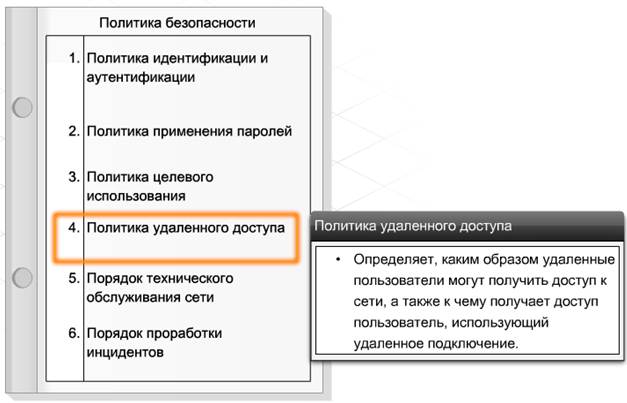 Политика безопасности
1. Политика идентификации и
аутентификации
2. Политика применения паролей
3. Политика целевого
использования
4. Политика удаленного доступа
5. Порядок технического
обслуживания сети
6. Порядок проработки
инцидентов
Политика удаленного доступа
• Определяет, каким образом удаленные
пользователи могут получить доступ к
сети, а также к чему получает доступ
пользователь, использующий
удаленное подключение.